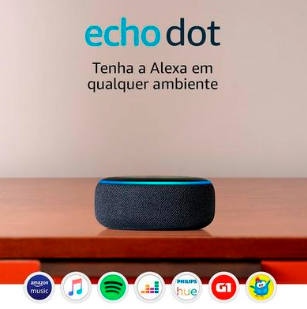 echo dot
Tenha a Alexa em
qualquer ambiente
amazon
music
PHILIPS
hue
G1